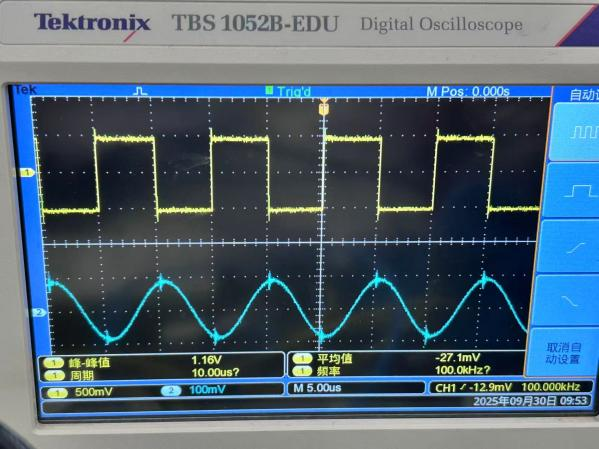 Tektronix TBS 1052B-EDU Digital Oscilloscope
Tek Trig'd M Pos: 0.000s
1
2
1 峰-峰值 1.16V
1 周期 10.00us?
1 平均值 -27.1mV
1 频率 100.0kHz?
取消自
动设置
1 500mV 2 100mV M 5.00us CH1 -12.9mV 100.000kHz
2025年09月30日 09:53